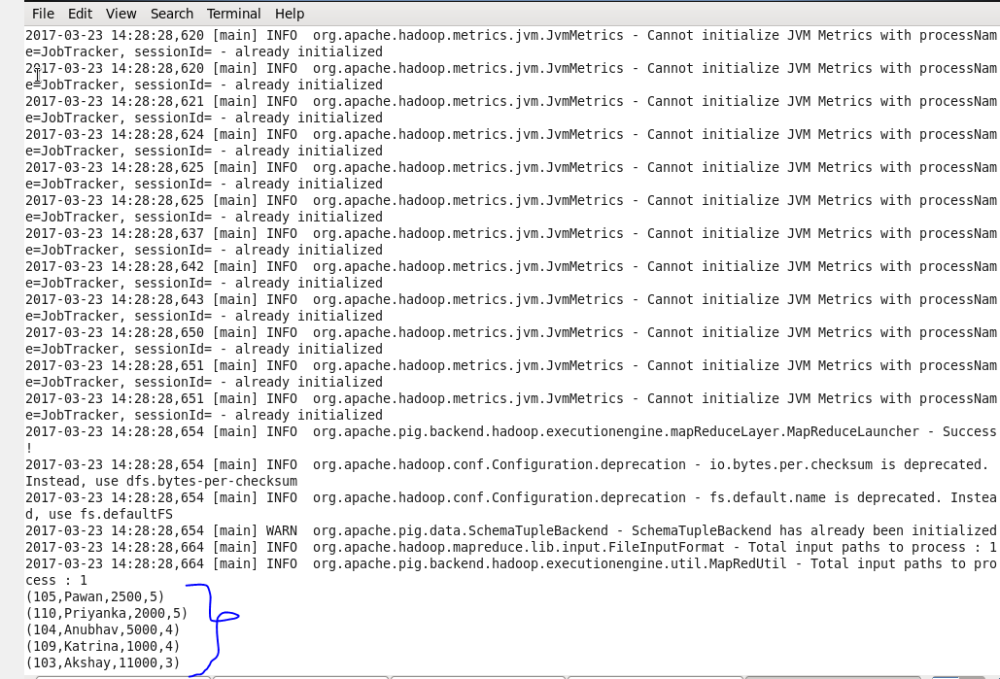 File Edit View Search Terminal Help
2017-03-23 14:28:28,620 [main] INFO  org.apache.hadoop.metrics.jvm.JvmMetrics - Cannot initialize JVM Metrics with processNam
e=JobTracker, sessionId= - already initialized
2017-03-23 14:28:28,620 [main] INFO  org.apache.hadoop.metrics.jvm.JvmMetrics - Cannot initialize JVM Metrics with processNam
e=JobTracker, sessionId= - already initialized
2017-03-23 14:28:28,621 [main] INFO  org.apache.hadoop.metrics.jvm.JvmMetrics - Cannot initialize JVM Metrics with processNam
e=JobTracker, sessionId= - already initialized
2017-03-23 14:28:28,624 [main] INFO  org.apache.hadoop.metrics.jvm.JvmMetrics - Cannot initialize JVM Metrics with processNam
e=JobTracker, sessionId= - already initialized
2017-03-23 14:28:28,625 [main] INFO  org.apache.hadoop.metrics.jvm.JvmMetrics - Cannot initialize JVM Metrics with processNam
e=JobTracker, sessionId= - already initialized
2017-03-23 14:28:28,625 [main] INFO  org.apache.hadoop.metrics.jvm.JvmMetrics - Cannot initialize JVM Metrics with processNam
e=JobTracker, sessionId= - already initialized
2017-03-23 14:28:28,637 [main] INFO  org.apache.hadoop.metrics.jvm.JvmMetrics - Cannot initialize JVM Metrics with processNam
e=JobTracker, sessionId= - already initialized
2017-03-23 14:28:28,642 [main] INFO  org.apache.hadoop.metrics.jvm.JvmMetrics - Cannot initialize JVM Metrics with processNam
e=JobTracker, sessionId= - already initialized
2017-03-23 14:28:28,643 [main] INFO  org.apache.hadoop.metrics.jvm.JvmMetrics - Cannot initialize JVM Metrics with processNam
e=JobTracker, sessionId= - already initialized
2017-03-23 14:28:28,650 [main] INFO  org.apache.hadoop.metrics.jvm.JvmMetrics - Cannot initialize JVM Metrics with processNam
e=JobTracker, sessionId= - already initialized
2017-03-23 14:28:28,651 [main] INFO  org.apache.hadoop.metrics.jvm.JvmMetrics - Cannot initialize JVM Metrics with processNam
e=JobTracker, sessionId= - already initialized
2017-03-23 14:28:28,651 [main] INFO  org.apache.hadoop.metrics.jvm.JvmMetrics - Cannot initialize JVM Metrics with processNam
e=JobTracker, sessionId= - already initialized
2017-03-23 14:28:28,654 [main] INFO  org.apache.pig.backend.hadoop.executionengine.mapReduceLayer.MapReduceLauncher - Success
!
2017-03-23 14:28:28,654 [main] INFO  org.apache.hadoop.conf.Configuration.deprecation - io.bytes.per.checksum is deprecated.
Instead, use dfs.bytes-per-checksum
2017-03-23 14:28:28,654 [main] INFO  org.apache.hadoop.conf.Configuration.deprecation - fs.default.name is deprecated. Instea
d, use fs.defaultFS
2017-03-23 14:28:28,654 [main] WARN  org.apache.pig.data.SchemaTupleBackend - SchemaTupleBackend has already been initialized
2017-03-23 14:28:28,664 [main] INFO  org.apache.hadoop.mapreduce.lib.input.FileInputFormat - Total input paths to process : 1
2017-03-23 14:28:28,664 [main] INFO  org.apache.pig.backend.hadoop.executionengine.util.MapRedUtil - Total input paths to pro
cess : 1
(105,Pawan,2500,5)
(110,Priyanka,2000,5)
(104,Anubhav,5000,4)
(109,Katrina,1000,4)
(103,Akshay,11000,3)